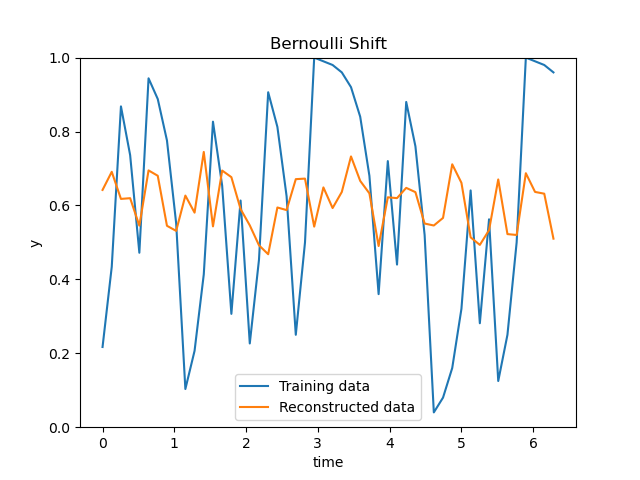 Bernoulli Shift
1.0
0.8
0.6
0.4
0.2
0.0
y
Training data
Reconstructed data
0 1 2 3 4 5 6
time